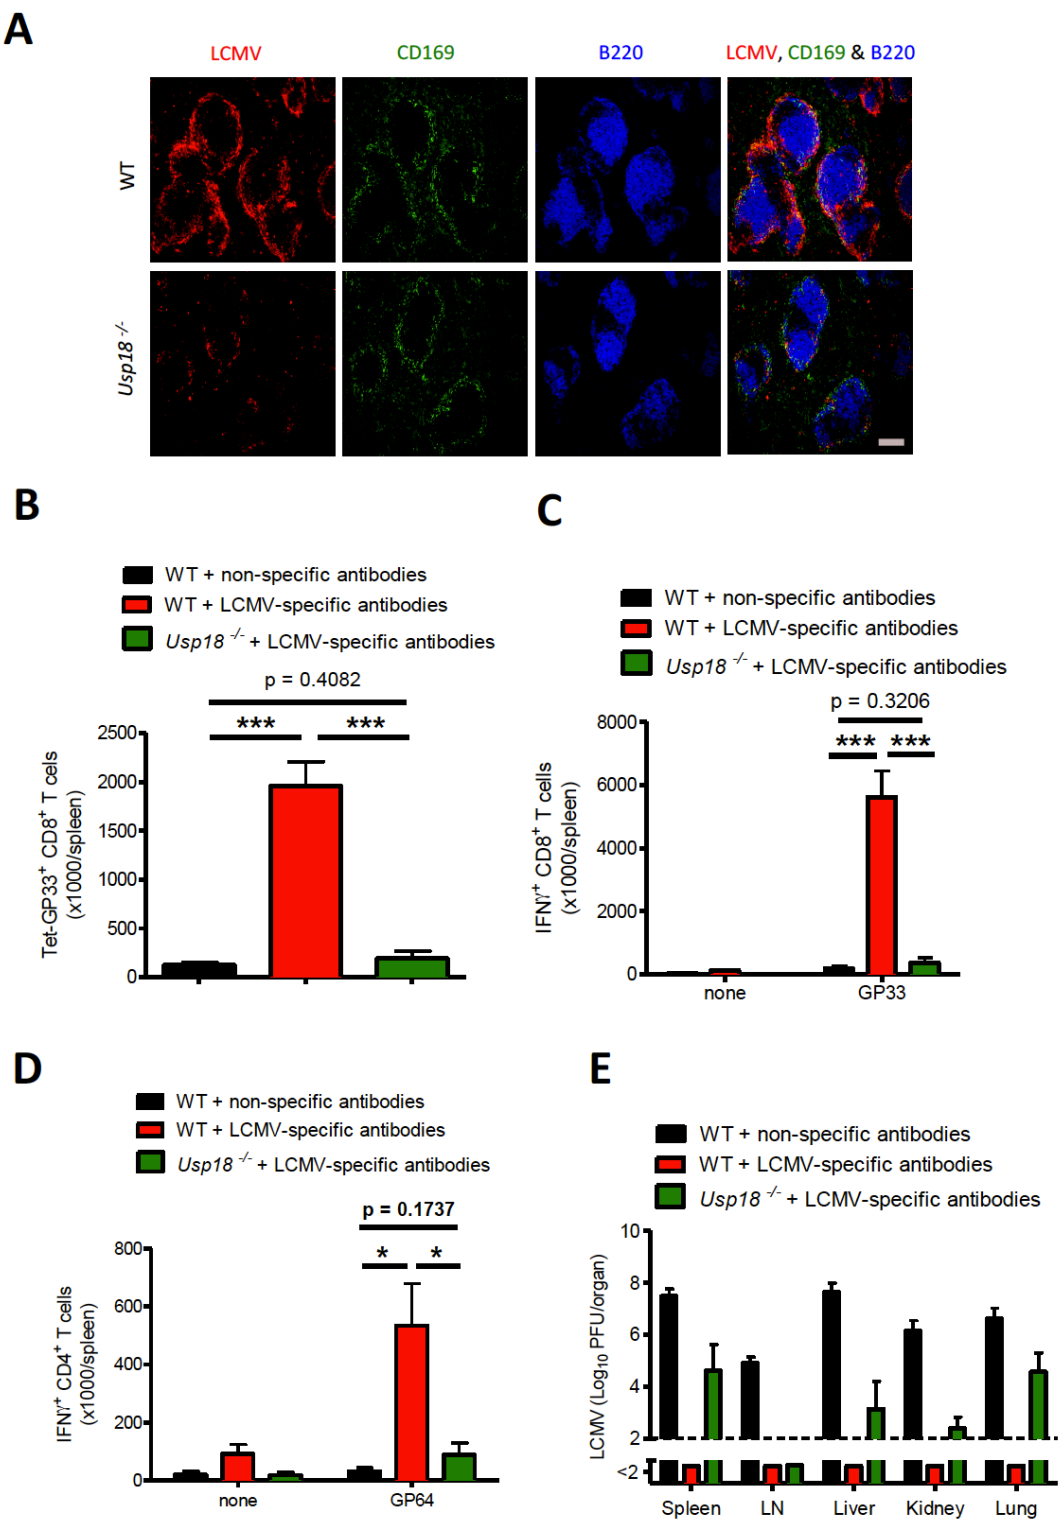 A
LCMV
CD169
B220
LCMV, CD169 & B220
WT
Usp18 -/-
B
WT + non-specific antibodies
WT + LCMV-specific antibodies
Usp18 -/- + LCMV-specific antibodies
p = 0.4082
*** ***
Tet-GP33+ CD8+ T cells
(x1000/spleen)
2500
2000
1500
1000
500
0
C
WT + non-specific antibodies
WT + LCMV-specific antibodies
Usp18 -/- + LCMV-specific antibodies
p = 0.3206
*** ***
IFNγ+ CD8+ T cells
(x1000/spleen)
8000
6000
4000
2000
0
none GP33
D
WT + non-specific antibodies
WT + LCMV-specific antibodies
Usp18 -/- + LCMV-specific antibodies
p = 0.1737
* *
IFNγ+ CD4+ T cells
(x1000/spleen)
800
600
400
200
0
none GP64
E
WT + non-specific antibodies
WT + LCMV-specific antibodies
Usp18 -/- + LCMV-specific antibodies
LCMV (Log10 PFU/organ)
10
8
6
4
2
<2
Spleen LN Liver Kidney Lung